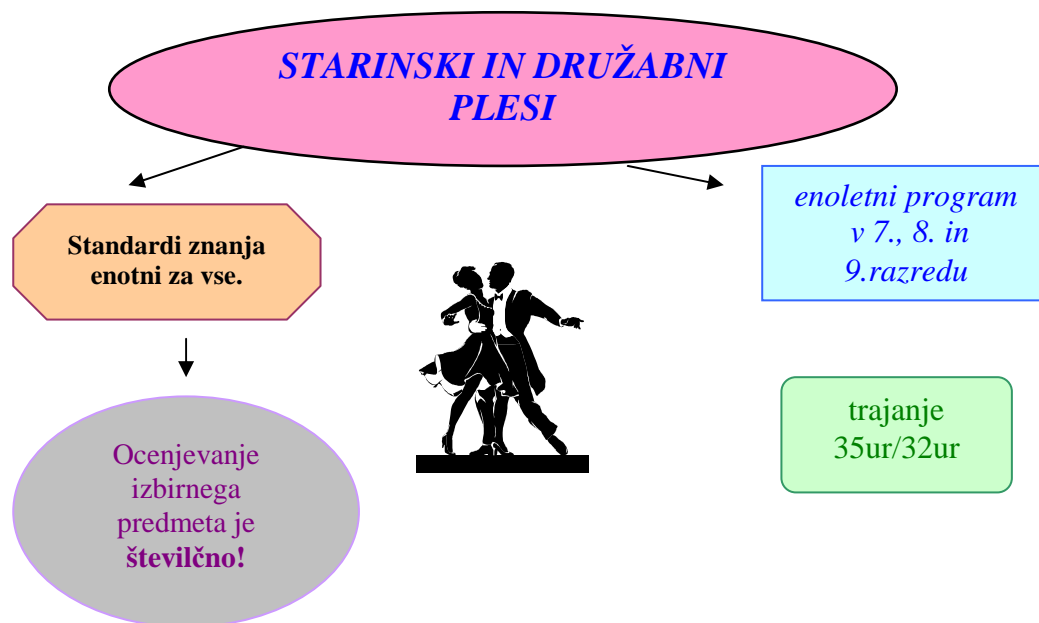 STARINSKI IN DRUŽABNI
PLESI
enoletni program
v 7., 8. in
9.razredu
Standardi znanja
enotni za vse.
trajanje
35ur/32ur
Ocenjevanje
izbirnega
predmeta je
številčno!